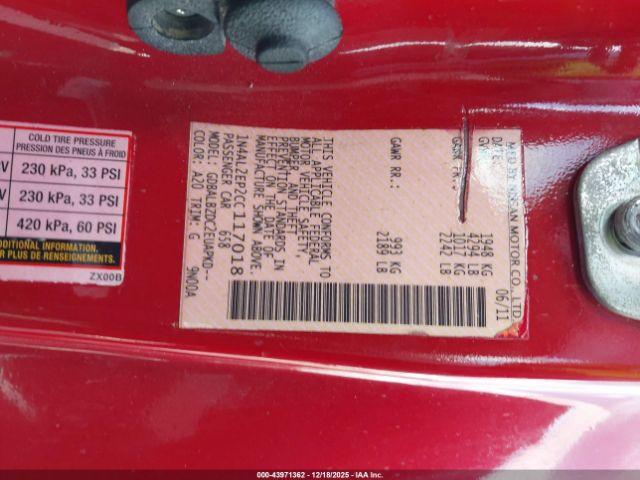 COLD TIRE PRESSURE
PRESSION DES PNEUS À FROID
230 kPa, 33 PSI
230 kPa, 33 PSI
420 kPa, 60 PSI
ADDITIONAL INFORMATION
PLUS DE RENSEIGNEMENTS
ZX00B
MFD BY NISSAN MOTOR CO., LTD.
06/11
1948 KG
4294 LB
1017 KG
2242 LB
GAWR RR.: 993 KG
2189 LB
THIS VEHICLE CONFORMS TO
ALL APPLICABLE FEDERAL
MOTOR VEHICLE SAFETY,
AND THEFT
PREVENTION STANDARDS IN
EFFECT ON THE DATE OF
MANUFACTURE SHOWN ABOVE.
1N4AL2EP2CC117018
PASSENGER CAR 658
MODEL:
COLOR: A20 TRIM: G 9N00A
000-43971362 - 12/18/2025 - IAA Inc.